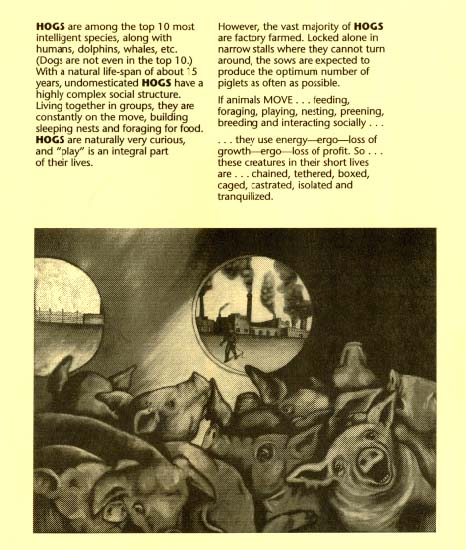 HOGS are among the top 10 most
intelligent species, along with
humans, dolphins, whales, etc.
(Dogs are not even in the top 10.)
With a natural life-span of about 15
years, undomesticated HOGS have a
highly complex social structure.
Living together in groups, they are
constantly on the move, building
sleeping nests and foraging for food.
HOGS are naturally very curious,
and “play” is an integral part
of their lives.
However, the vast majority of HOGS
are factory farmed. Locked alone in
narrow stalls where they cannot turn
around, the sows are expected to
produce the optimum number of
piglets as often as possible.
If animals MOVE . . . feeding,
foraging, playing, nesting, preening,
breeding and interacting socially . . .
. . . they use energy—ergo—loss of
growth—ergo—loss of profit. So . . .
these creatures in their short lives
are . . . chained, tethered, boxed,
caged, castrated, isolated and
tranquilized.